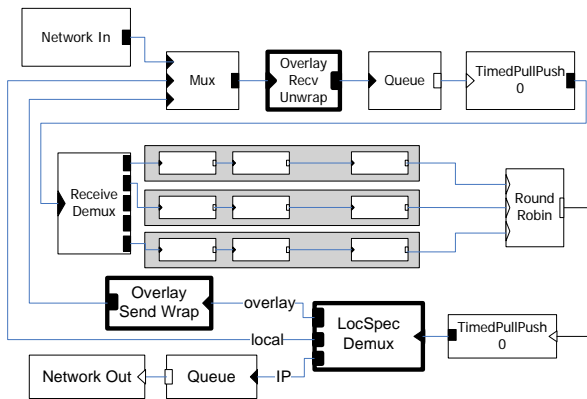 Network In
Mux
Overlay
Recv
Unwrap
Queue
TimedPullPush
0
Receive
Demux
Round
Robin
Overlay
Send Wrap
overlay
local
IP
LocSpec
Demux
TimedPullPush
0
Network Out
Queue